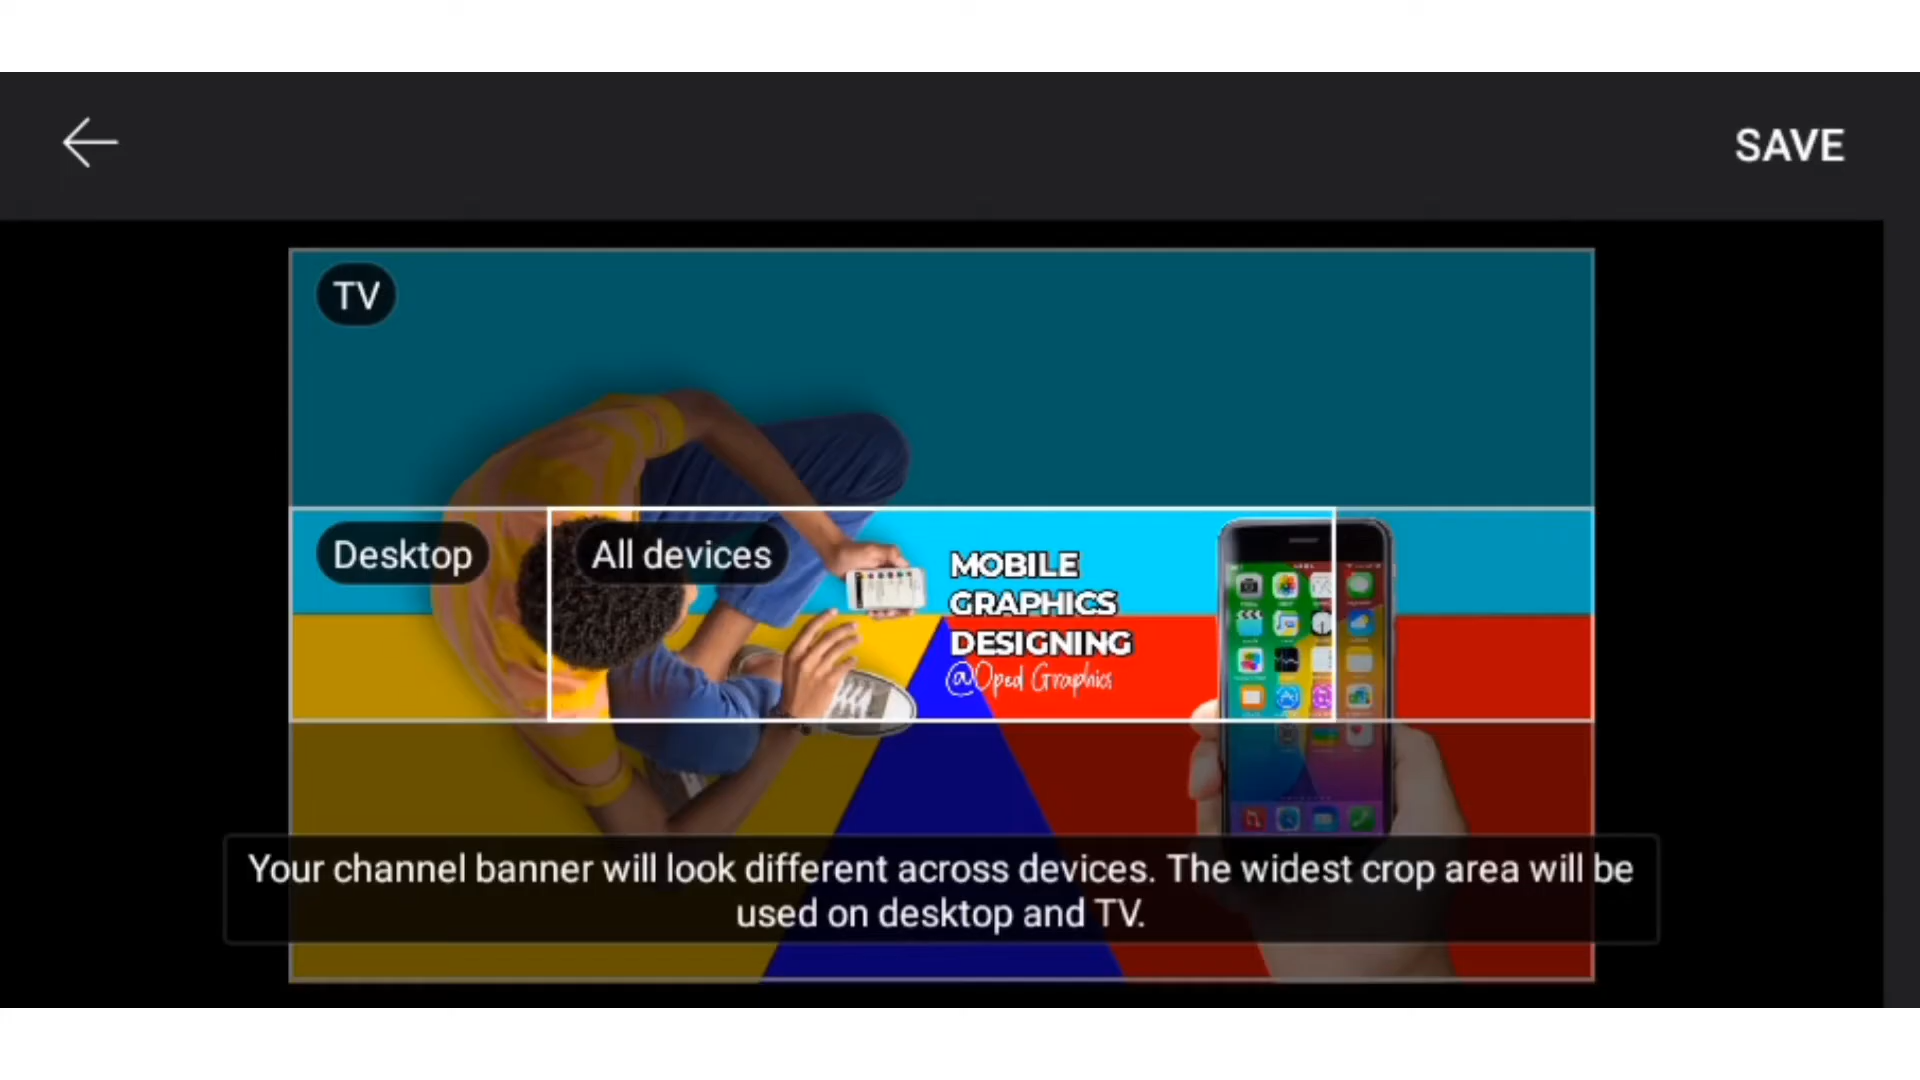 SAVE
TV
Desktop
All devices
MOBILE
GRAPHICS
DESIGNING
@Oped Graphics
Your channel banner will look different across devices. The widest crop area will be
used on desktop and TV.